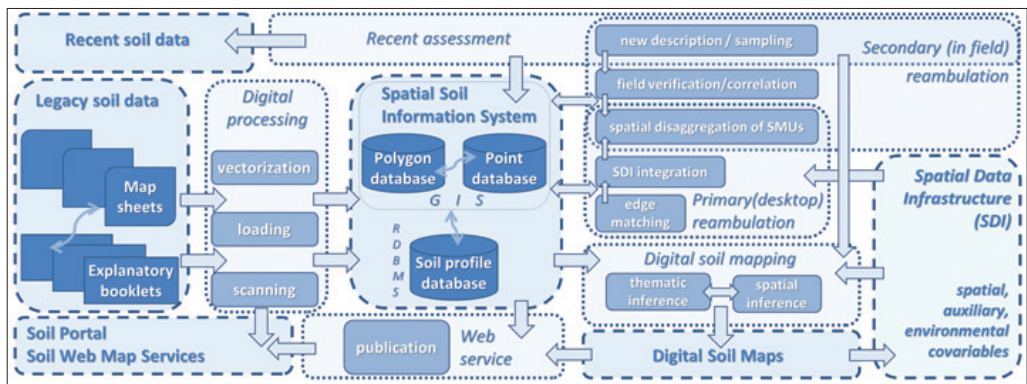 Recent soil data
Recent assessment
new description / sampling
Secondary (in field)
reambulation
field verification/correlation
spatial disaggregation of SMUs
SDI integration
edge
matching
Primary(desktop)
reambulation
Legacy soil data
Map
sheets
Explanatory
booklets
Digital
processing
vectorization
loading
scanning
Spatial Soil
Information System
Polygon
database
Point
database
G I S
R
D
B
M
S
Soil profile
database
Spatial Data
Infrastructure
(SDI)
spatial,
auxiliary,
environmental
covariables
Digital soil mapping
thematic
inference
spatial
inference
Soil Portal
Soil Web Map Services
publication
Web
service
Digital Soil Maps